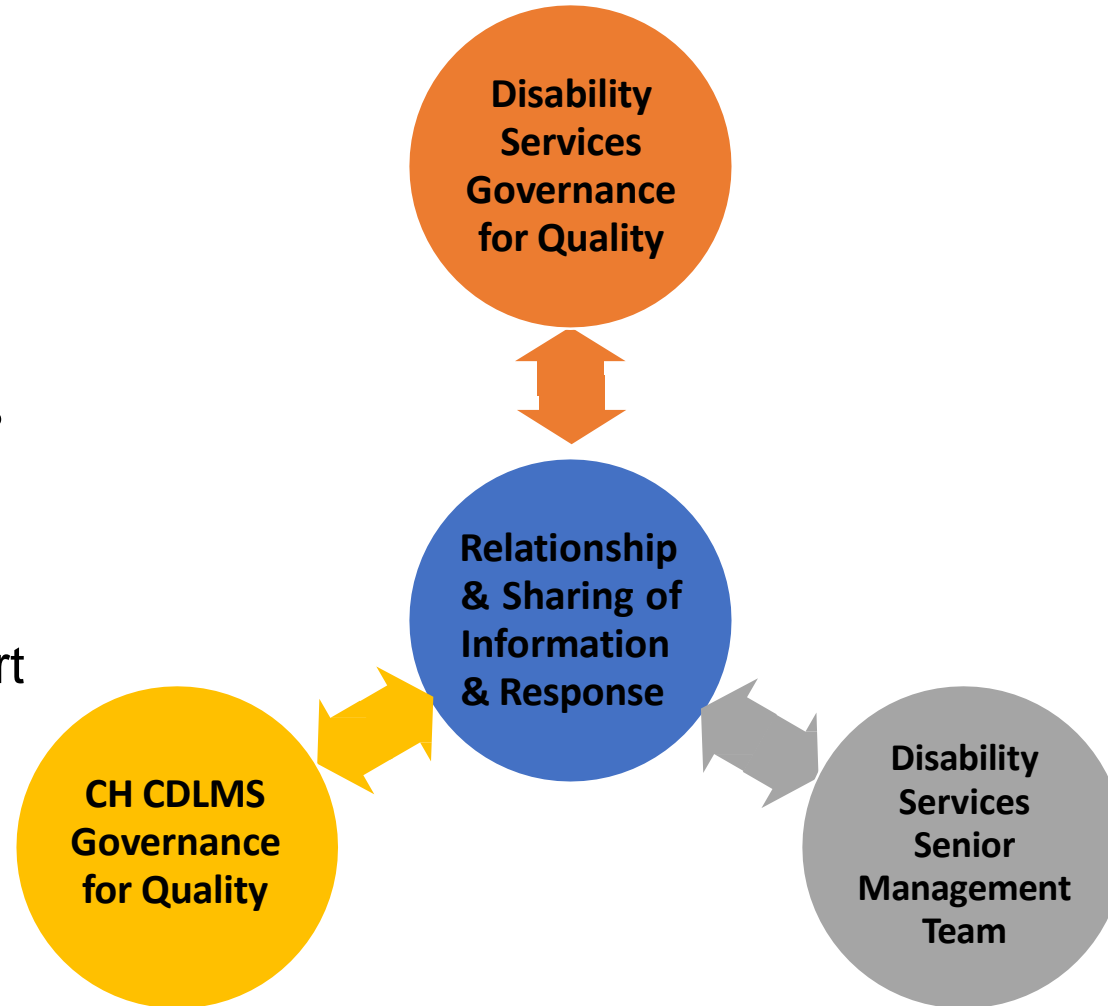 Disability
Services
Governance
for Quality
Relationship
& Sharing of
Information
& Response
rt
CH CDLMS
Governance
for Quality
Disability
Services
Senior
Management
Team